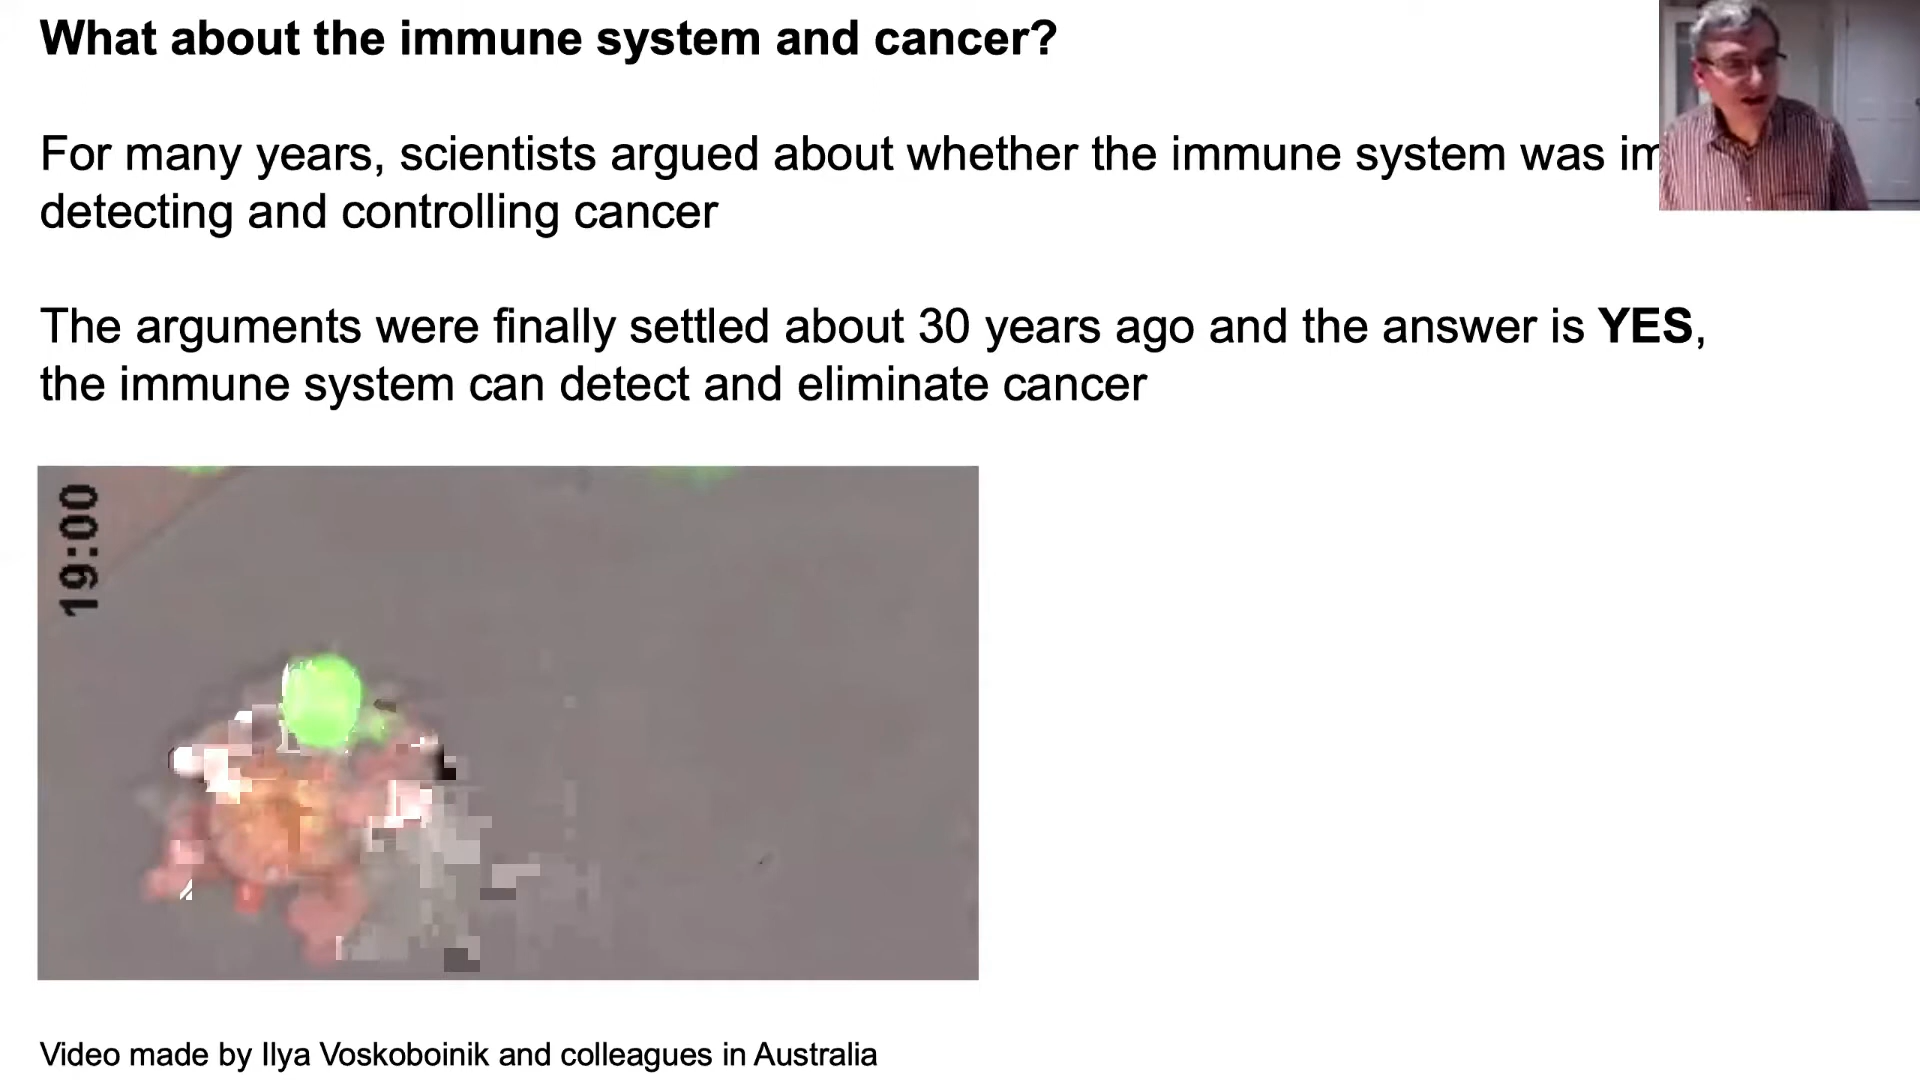 What about the immune system and cancer?
For many years, scientists argued about whether the immune system was
detecting and controlling cancer
The arguments were finally settled about 30 years ago and the answer is YES,
the immune system can detect and eliminate cancer
19:00
Video made by Ilya Voskoboinik and colleagues in Australia